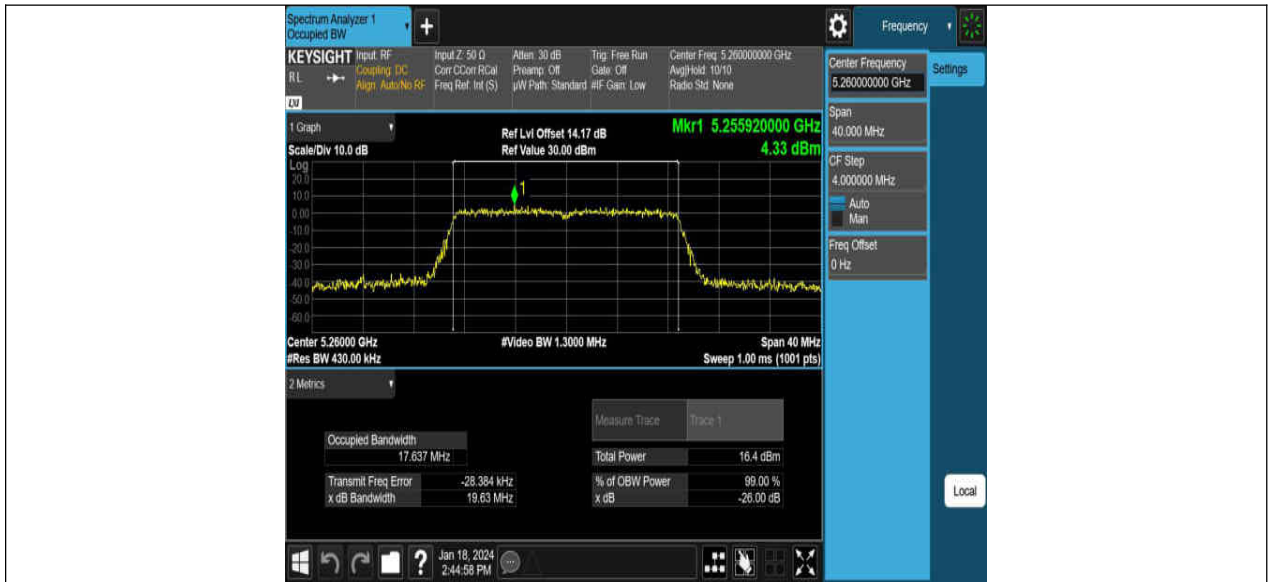 Spectrum Analyzer 1
Occupied BW
+
Frequency
KEYSIGHT
RL
LXI
Input: RF
Coupling: DC
Align: Auto/No RF
Input Z: 50 Ω
Corr CCorr RCal
Freq Ref: Int (S)
Atten: 30 dB
Preamp: Off
µW Path: Standard
Trig: Free Run
Gate: Off
#IF Gain: Low
Center Freq: 5.260000000 GHz
Avg|Hold: 10/10
Radio Std: None
1 Graph
Scale/Div 10.0 dB
Ref Lvl Offset 14.17 dB
Ref Value 30.00 dBm
Mkr1 5.255920000 GHz
4.33 dBm
Log
20.0
10.0
0.00
-10.0
-20.0
-30.0
-40.0
-50.0
-60.0
1
Center 5.26000 GHz
#Res BW 430.00 kHz
#Video BW 1.3000 MHz
Span 40 MHz
Sweep 1.00 ms (1001 pts)
2 Metrics
Measure Trace Trace 1
Occupied Bandwidth
17.637 MHz
Total Power 16.4 dBm
Transmit Freq Error -28.384 kHz
% of OBW Power 99.00 %
x dB Bandwidth 19.63 MHz
x dB -26.00 dB
Center Frequency
5.260000000 GHz
Settings
Span
40.000 MHz
CF Step
4.000000 MHz
Auto
Man
Freq Offset
0 Hz
Local
?
Jan 18, 2024
2:44:58 PM